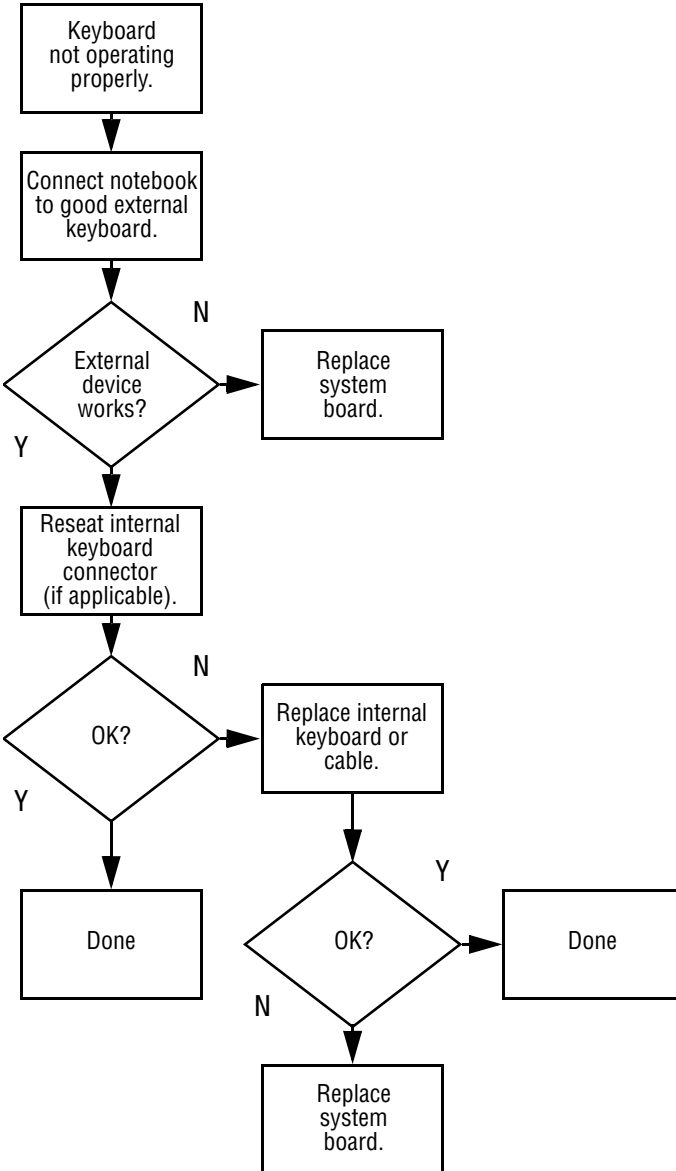 Keyboard
not operating
properly.
Connect notebook
to good external
keyboard.
N
External
device
works?
Replace
system
board.
Y
Reseat internal
keyboard
connector
(if applicable).
N
OK?
Replace internal
keyboard or
cable.
Y
Y
Done
OK?
Done
N
Replace
system
board.